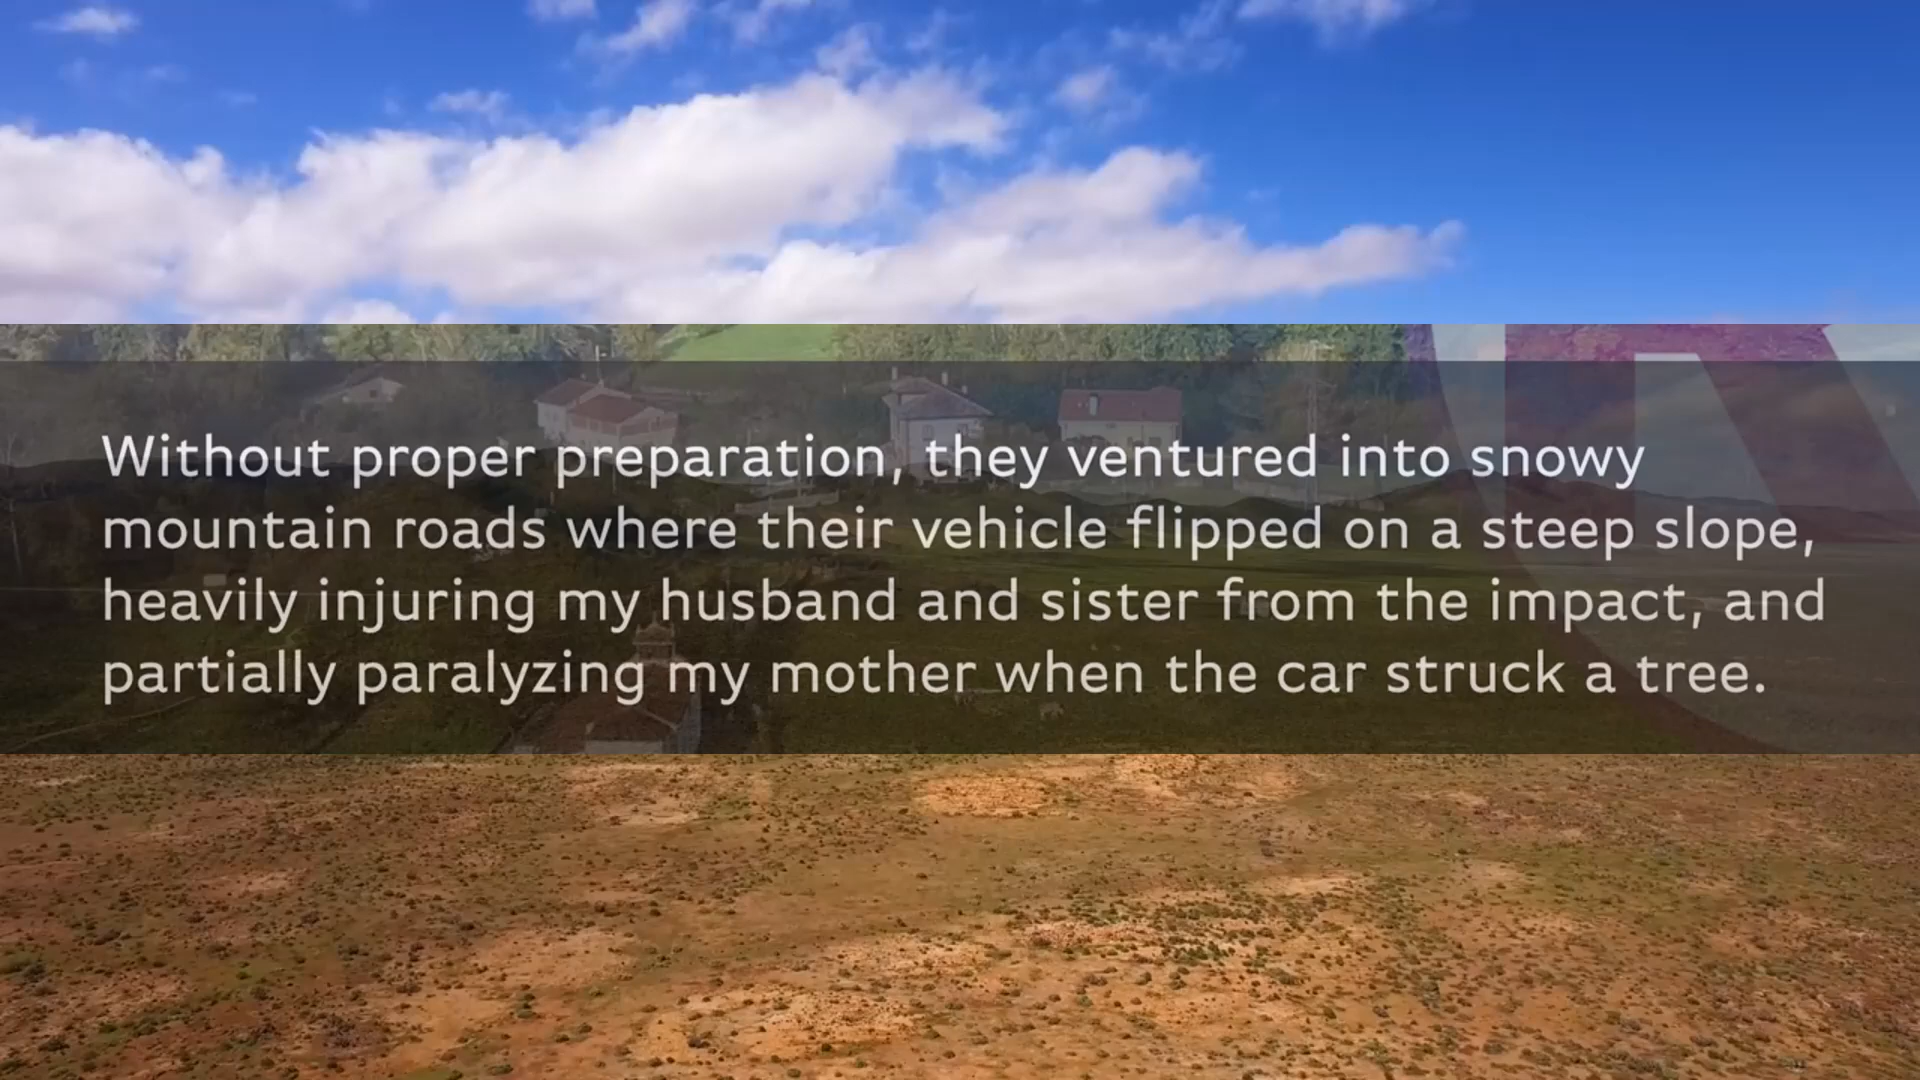 Without proper preparation, they ventured into snowy
mountain roads where their vehicle flipped on a steep slope,
heavily injuring my husband and sister from the impact, and
partially paralyzing my mother when the car struck a tree.